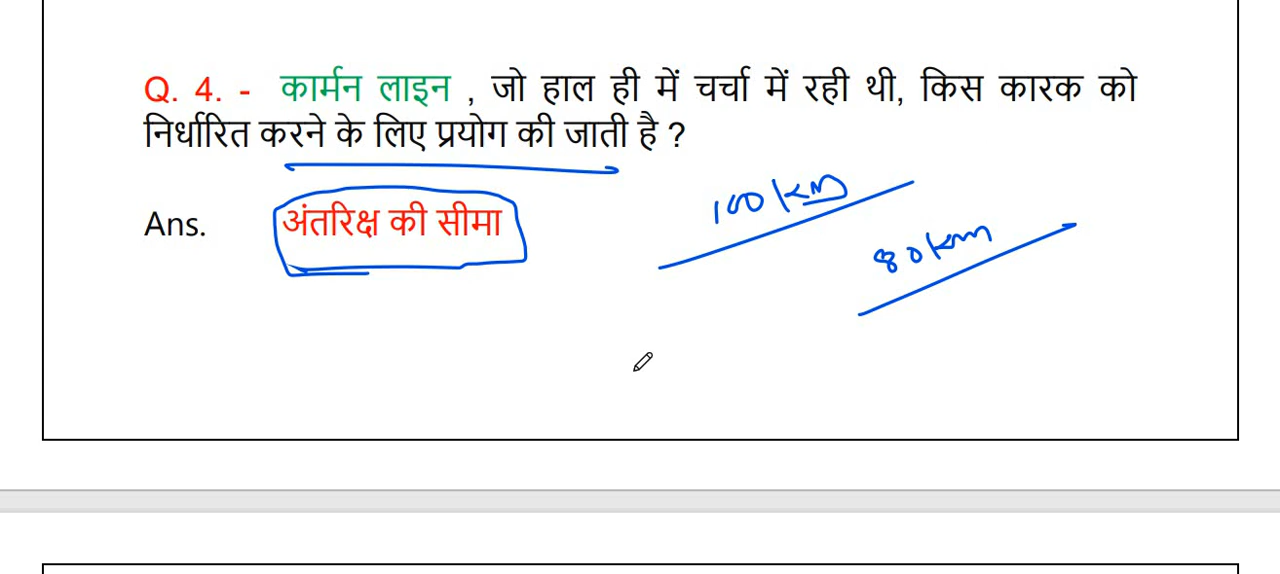 Q. 4. - कार्मन लाइन , जो हाल ही में चर्चा में रही थी, किस कारक को
निर्धारित करने के लिए प्रयोग की जाती है ?
Ans. अंतरिक्ष की सीमा
100 km
80 km